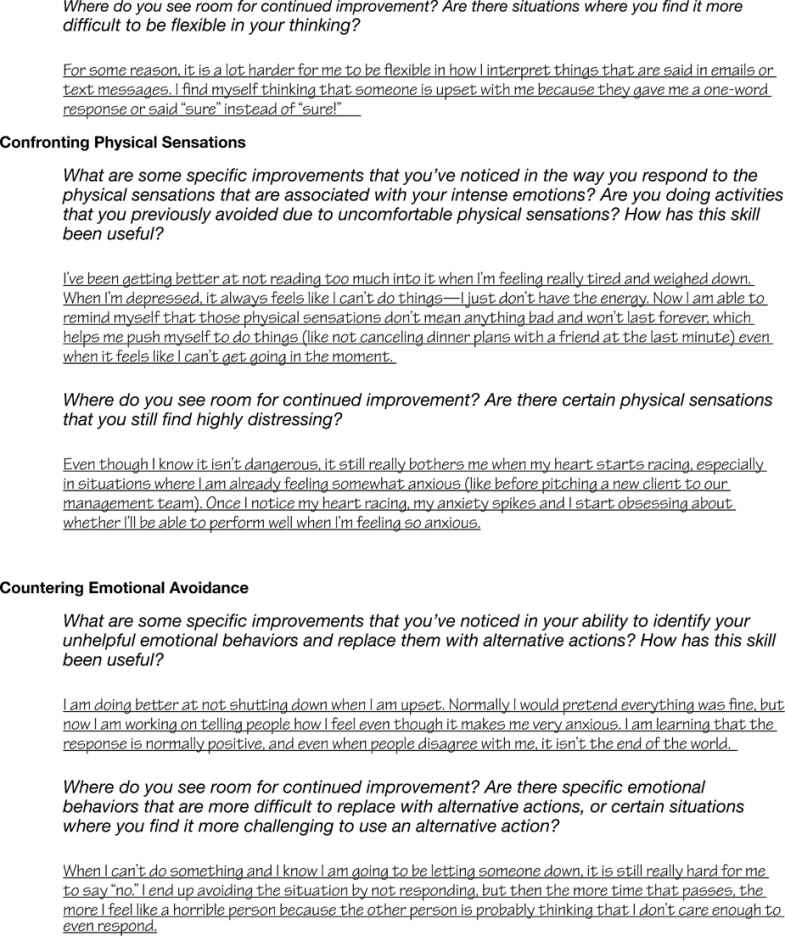 Where do you see room for continued improvement? Are there situations where you find it more
difficult to be flexible in your thinking?
For some reason, it is a lot harder for me to be flexible in how I interpret things that are said in emails or
text messages. I find myself thinking that someone is upset with me because they gave me a one-word
response or said “sure” instead of “sure!”
Confronting Physical Sensations
What are some specific improvements that you’ve noticed in the way you respond to the
physical sensations that are associated with your intense emotions? Are you doing activities
that you previously avoided due to uncomfortable physical sensations? How has this skill
been useful?
I’ve been getting better at not reading too much into it when I’m feeling really tired and weighed down.
When I’m depressed, it always feels like I can’t do things—I just don’t have the energy. Now I am able to
remind myself that those physical sensations don’t mean anything bad and won’t last forever, which
helps me push myself to do things (like not canceling dinner plans with a friend at the last minute) even
when it feels like I can’t get going in the moment.
Where do you see room for continued improvement? Are there certain physical sensations
that you still find highly distressing?
Even though I know it isn’t dangerous, it still really bothers me when my heart starts racing, especially
in situations where I am already feeling somewhat anxious (like before pitching a new client to our
management team). Once I notice my heart racing, my anxiety spikes and I start obsessing about
whether I’ll be able to perform well when I’m feeling so anxious.
Countering Emotional Avoidance
What are some specific improvements that you’ve noticed in your ability to identify your
unhelpful emotional behaviors and replace them with alternative actions? How has this skill
been useful?
I am doing better at not shutting down when I am upset. Normally I would pretend everything was fine, but
now I am working on telling people how I feel even though it makes me very anxious. I am learning that the
response is normally positive, and even when people disagree with me, it isn’t the end of the world.
Where do you see room for continued improvement? Are there specific emotional
behaviors that are more difficult to replace with alternative actions, or certain situations
where you find it more challenging to use an alternative action?
When I can’t do something and I know I am going to be letting someone down, it is still really hard for me
to say “no.” I end up avoiding the situation by not responding, but then the more time that passes, the
more I feel like a horrible person because the other person is probably thinking that I don’t care enough to
even respond.